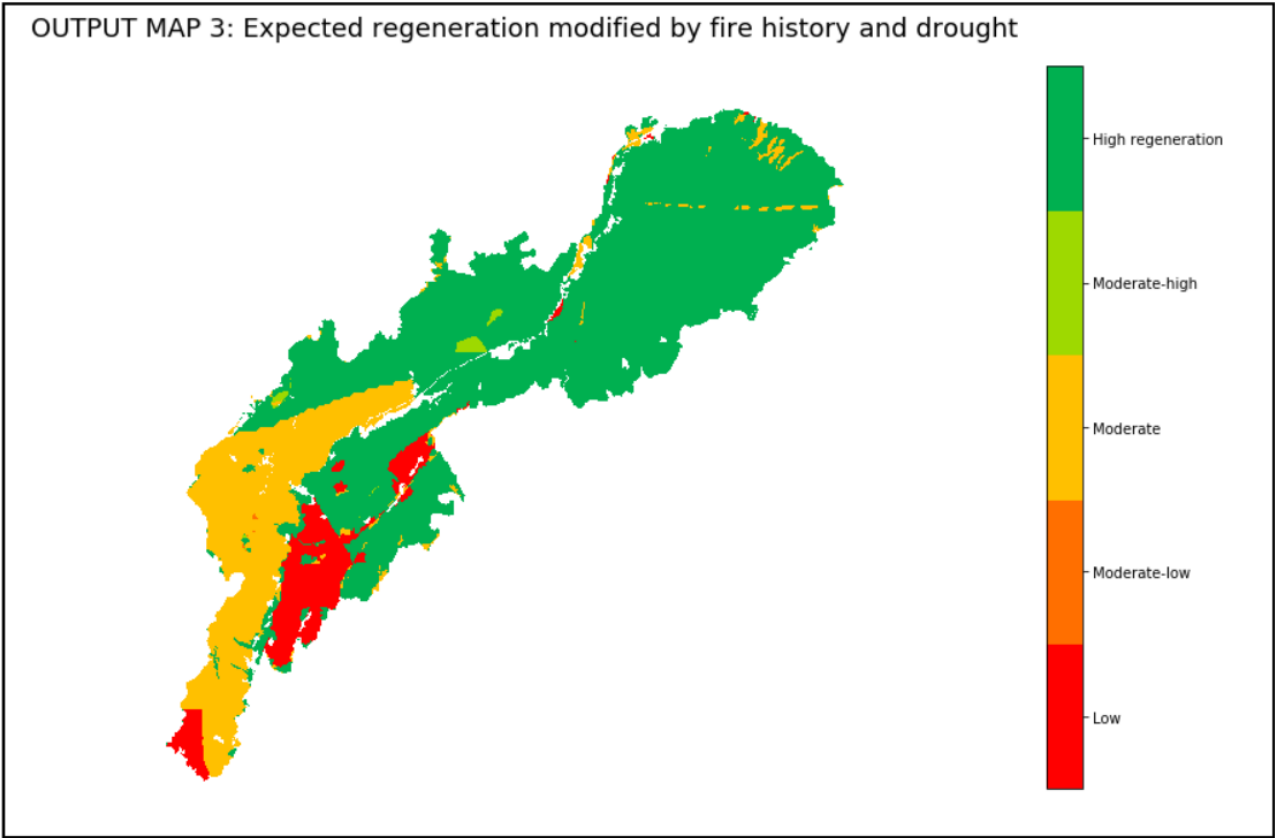 OUTPUT MAP 3: Expected regeneration modified by fire history and drought
High regeneration
Moderate-high
Moderate
Moderate-low
Low